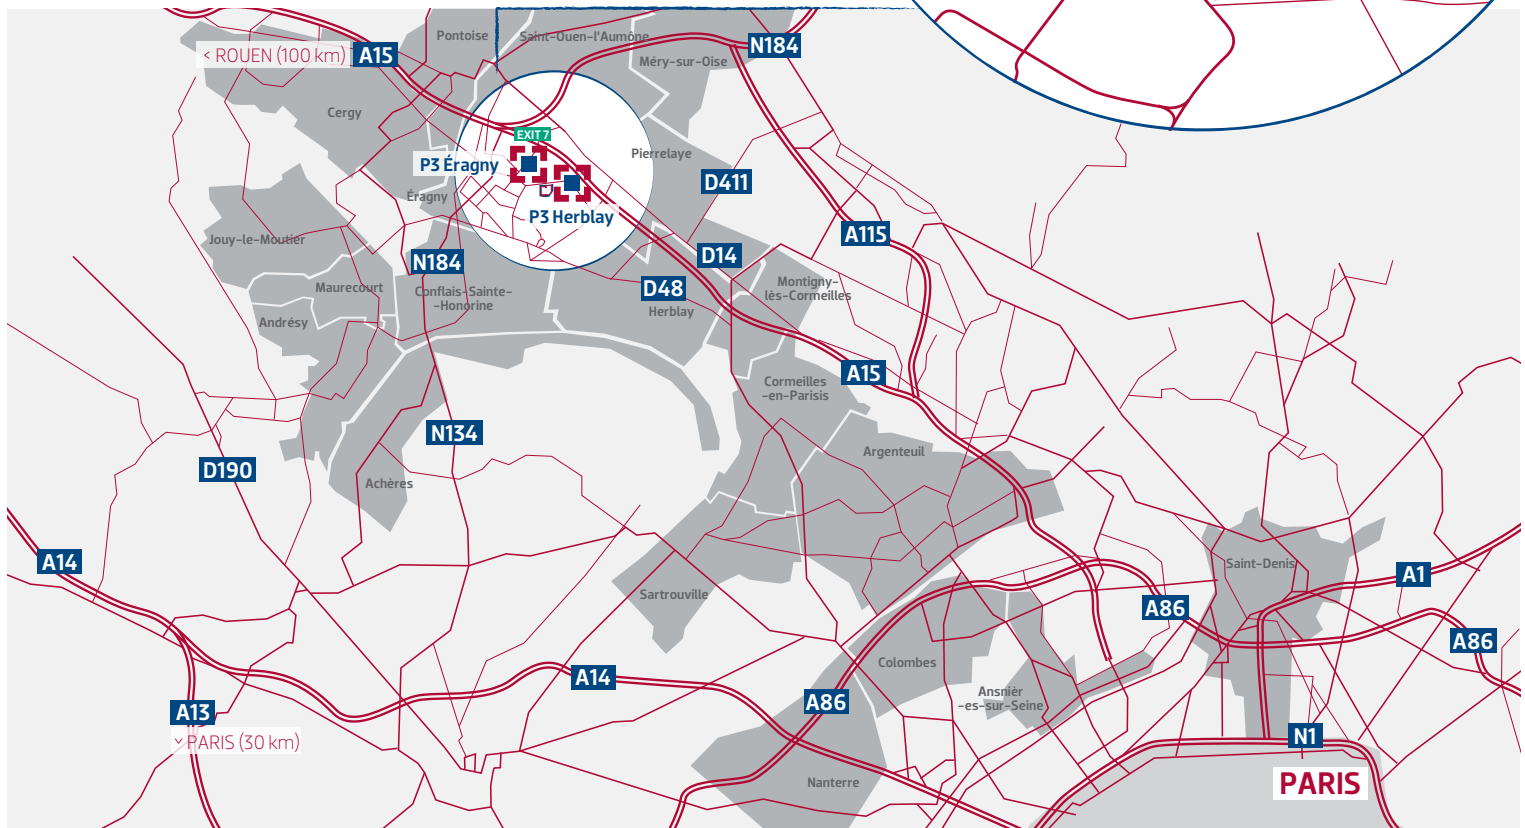 Pontoise
Saint-Ouen-l'Aumône
N184
< ROUEN (100 km)
A15
Méry-sur-Oise
Cergy
EXIT 7
Pierrelaye
P3 Éragny
D411
Éragny
P3 Herblay
A115
Jouy-le-Moutier
N184
D14
Maurecourt
Conflais-Sainte-
-Honorine
D48
Montigny-
lès-Cormeilles
Herblay
Andrésy
A15
Cormeilles
-en-Parisis
N134
Argenteuil
D190
Achères
A14
Saint-Denis
A1
Sartrouville
A86
A86
Colombes
A14
Ansnièr
-es-sur-Seine
A86
A13
˅ PARIS (30 km)
N1
Nanterre
PARIS